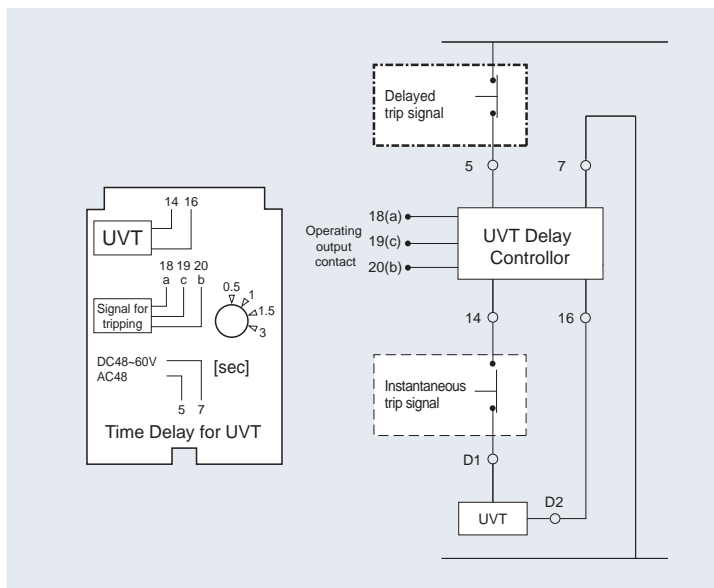 14 16
UVT
18 19 20
a c b
Signal for
tripping
0.5
1
1.5
3
DC48~60V
AC48
[sec]
5 7
Time Delay for UVT
Delayed
trip signal
5
7
Operating
output
contact
18(a)
19(c)
20(b)
UVT Delay
Controllor
14
16
Instantaneous
trip signal
D1
D2
UVT